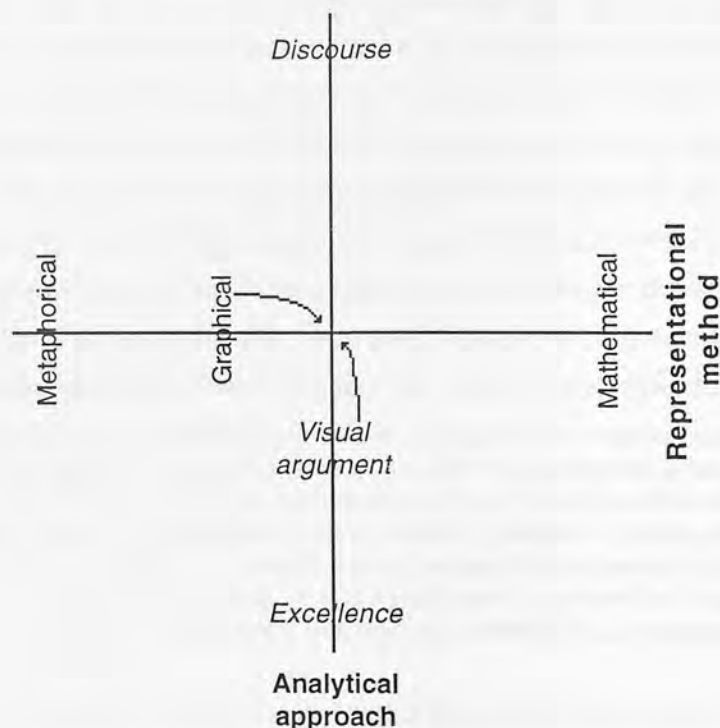 Discourse
Metaphorical
Graphical
Mathematical
Representational
method
Visual
argument
Excellence
Analytical
approach